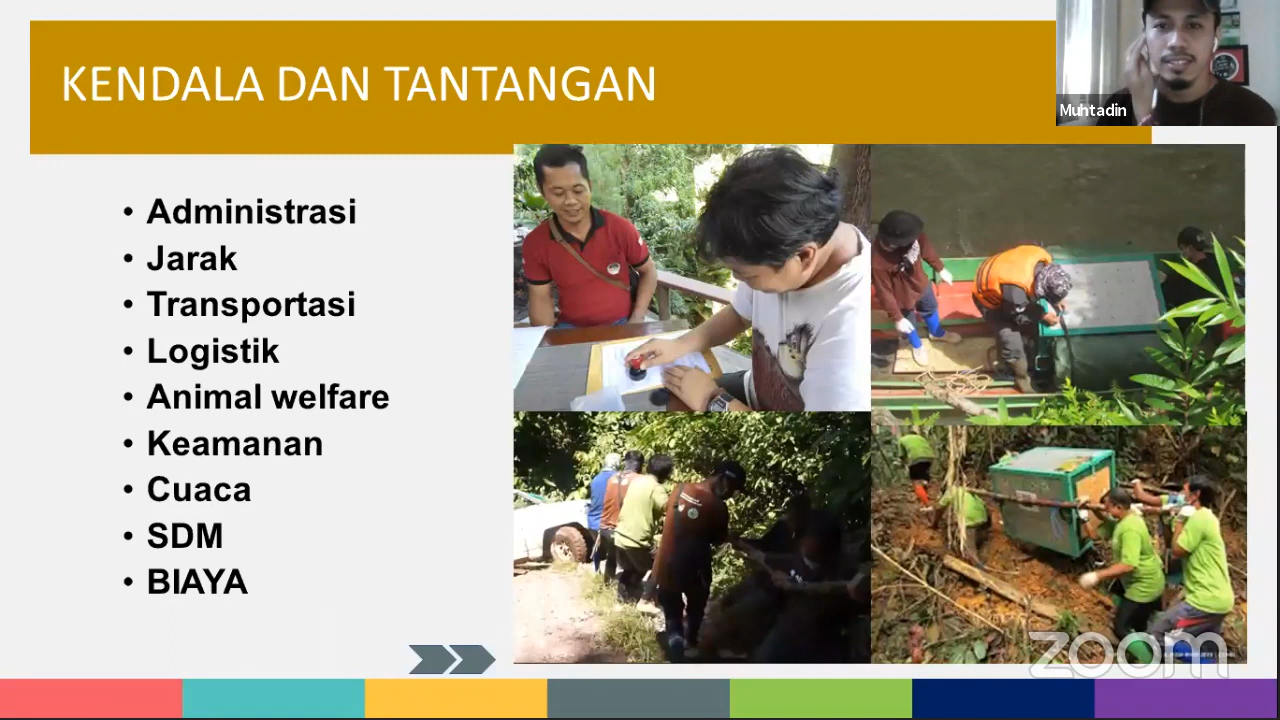 KENDALA DAN TANTANGAN
Muhtadin
• Administrasi
• Jarak
• Transportasi
• Logistik
• Animal welfare
• Keamanan
• Cuaca
• SDM
• BIAYA
zoom